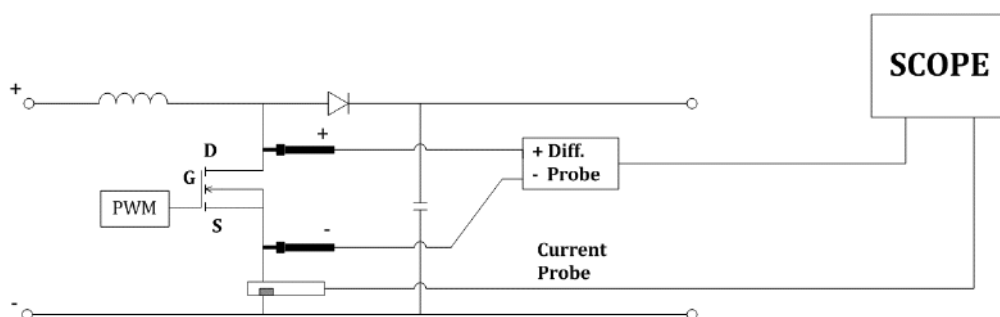 SCOPE
+
+
+ Diff.
- Probe
D
G
PWM
S
-
Current
Probe
-